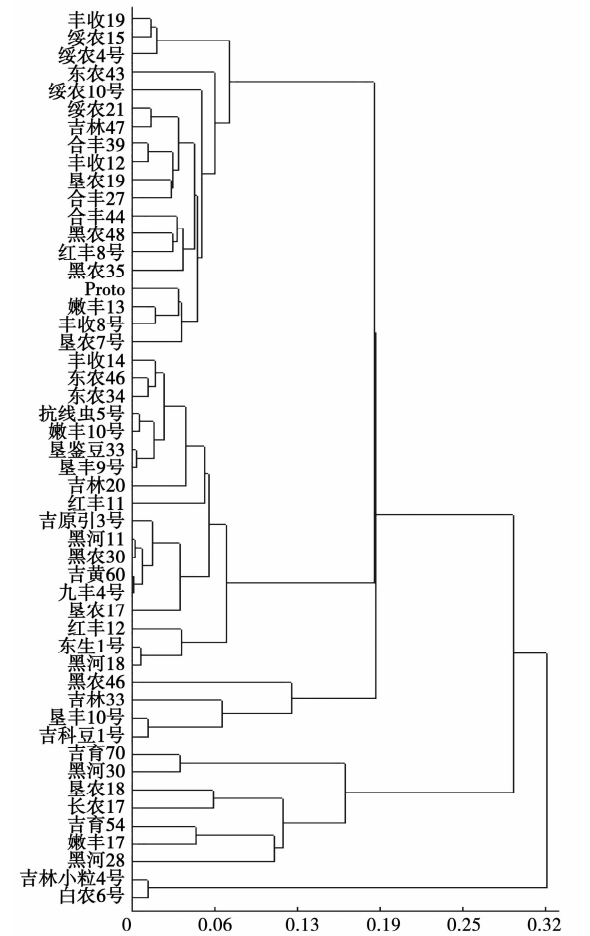 丰收19
绥农15
绥农4号
东农43
绥农10号
绥农21
吉林47
合丰39
丰收12
垦农19
合丰27
合丰44
黑农48
红丰8号
黑农35
Proto
嫩丰13
丰收8号
垦农7号
丰收14
东农46
东农34
抗线虫5号
嫩丰10号
垦鉴豆33
垦丰9号
吉林20
红丰11
吉原引3号
黑河11
黑农30
吉黄60
九丰4号
垦农17
红丰12
东生1号
黑河18
黑农46
吉林33
垦丰10号
吉科豆1号
吉育70
黑河30
垦农18
长农17
吉育54
嫩丰17
黑河28
吉林小粒4号
白农6号
0 0.06 0.13 0.19 0.25 0.32